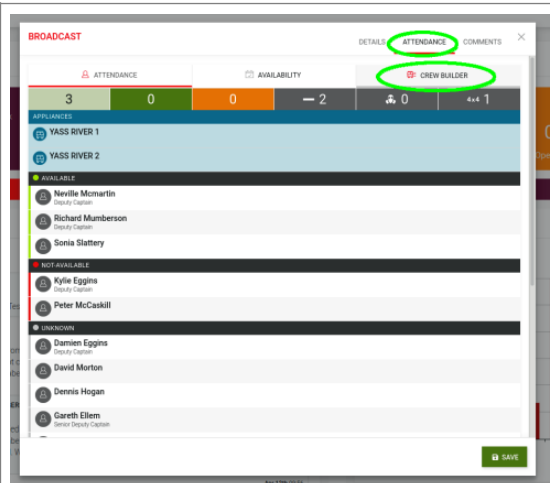 BROADCAST
DETAILS ATTENDANCE COMMENTS
ATTENDANCE AVAILABILITY CREW BUILDER
3 0 0 2 0 4x4 1
APPLIANCES
YASS RIVER 1
YASS RIVER 2
AVAILABLE
Neville Mcmartin
Deputy Captain
Richard Mumberson
Deputy Captain
Sonia Slattery
NOT-AVAILABLE
Kylie Eggins
Deputy Captain
Peter McCaskill
UNKNOWN
Damien Eggins
Deputy Captain
David Morton
Dennis Hogan
Gareth Ellem
Senior Deputy Captain
SAVE